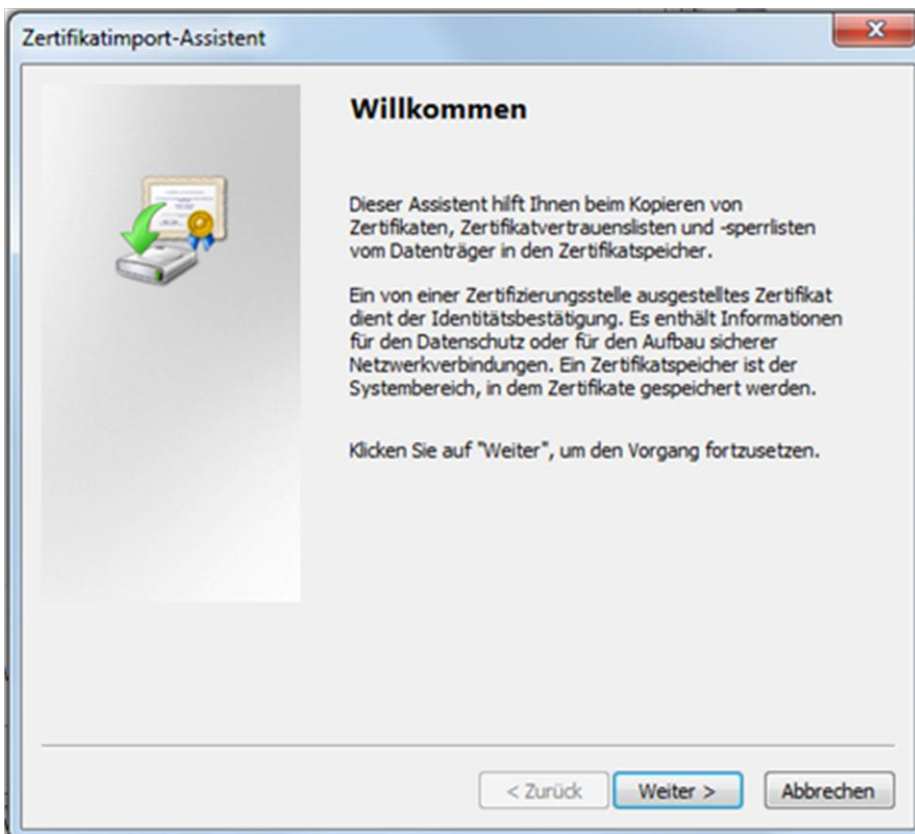 Zertifikatimport-Assistent
Willkommen
Dieser Assistent hilft Ihnen beim Kopieren von
Zertifikaten, Zertifikatvertrauenslisten und -sperrlisten
vom Datenträger in den Zertifikatspeicher.
Ein von einer Zertifizierungsstelle ausgestelltes Zertifikat
dient der Identitätsbestätigung. Es enthält Informationen
für den Datenschutz oder für den Aufbau sicherer
Netzwerkverbindungen. Ein Zertifikatspeicher ist der
Systembereich, in dem Zertifikate gespeichert werden.
Klicken Sie auf "Weiter", um den Vorgang fortzusetzen.
< Zurück Weiter > Abbrechen